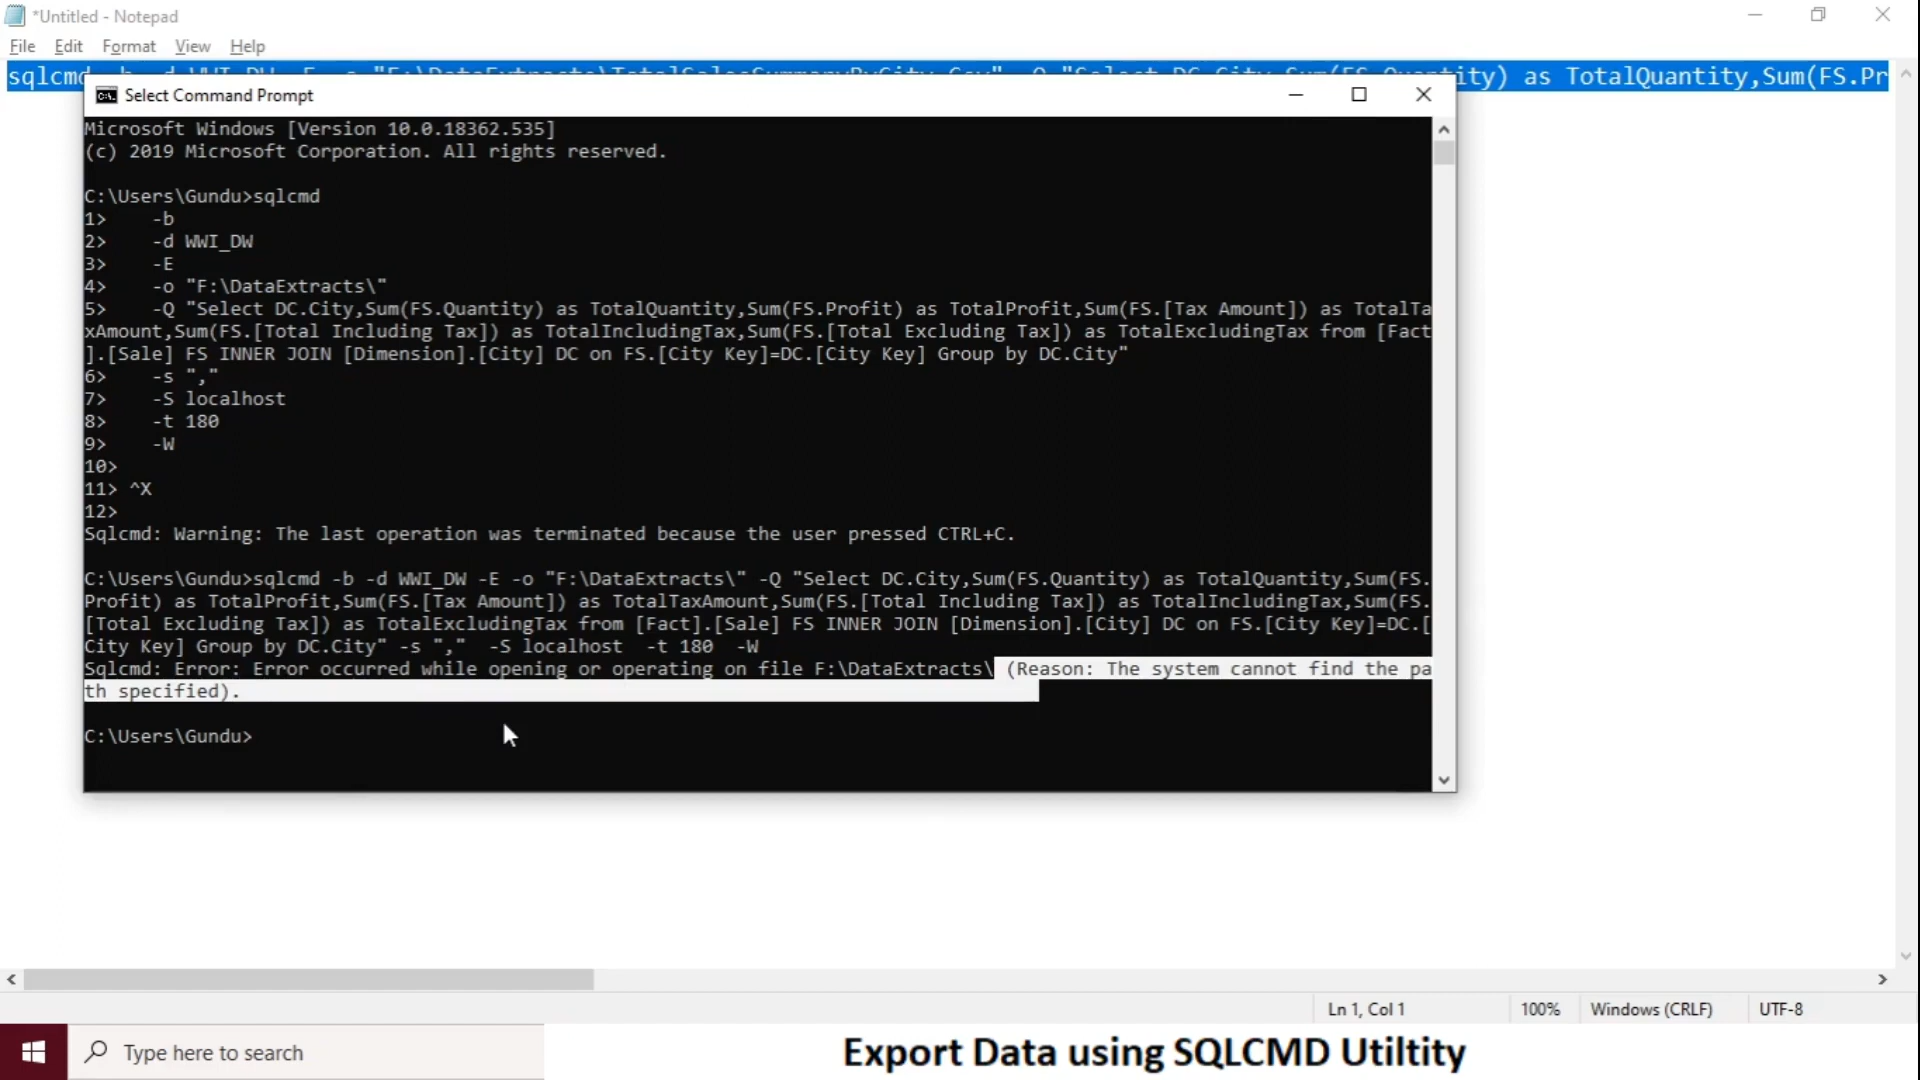 *Untitled - Notepad
File Edit Format View Help
sqlcmd -b -d WWI_DW -E -o "F:\DataExtracts\TotalSalesSummaryByCity.Csv" -Q "Select DC.City,Sum(FS.Quantity) as TotalQuantity,Sum(FS.Pr
Select Command Prompt
Microsoft Windows [Version 10.0.18362.535]
(c) 2019 Microsoft Corporation. All rights reserved.
C:\Users\Gundu>sqlcmd
1>    -b
2>    -d WWI_DW
3>    -E
4>    -o "F:\DataExtracts\"
5>    -Q "Select DC.City,Sum(FS.Quantity) as TotalQuantity,Sum(FS.Profit) as TotalProfit,Sum(FS.[Tax Amount]) as TotalTa
xAmount,Sum(FS.[Total Including Tax]) as TotalIncludingTax,Sum(FS.[Total Excluding Tax]) as TotalExcludingTax from [Fact
].[Sale] FS INNER JOIN [Dimension].[City] DC on FS.[City Key]=DC.[City Key] Group by DC.City"
6>    -s ","
7>    -S localhost
8>    -t 180
9>    -W
10>
11> ^X
12>
Sqlcmd: Warning: The last operation was terminated because the user pressed CTRL+C.
C:\Users\Gundu>sqlcmd -b -d WWI_DW -E -o "F:\DataExtracts\" -Q "Select DC.City,Sum(FS.Quantity) as TotalQuantity,Sum(FS.
Profit) as TotalProfit,Sum(FS.[Tax Amount]) as TotalTaxAmount,Sum(FS.[Total Including Tax]) as TotalIncludingTax,Sum(FS.
[Total Excluding Tax]) as TotalExcludingTax from [Fact].[Sale] FS INNER JOIN [Dimension].[City] DC on FS.[City Key]=DC.[
City Key] Group by DC.City" -s ","  -S localhost  -t 180  -W
Sqlcmd: Error: Error occurred while opening or operating on file F:\DataExtracts\ (Reason: The system cannot find the pa
th specified).
C:\Users\Gundu>
Ln 1, Col 1 100% Windows (CRLF) UTF-8
Type here to search
Export Data using SQLCMD Utiltity